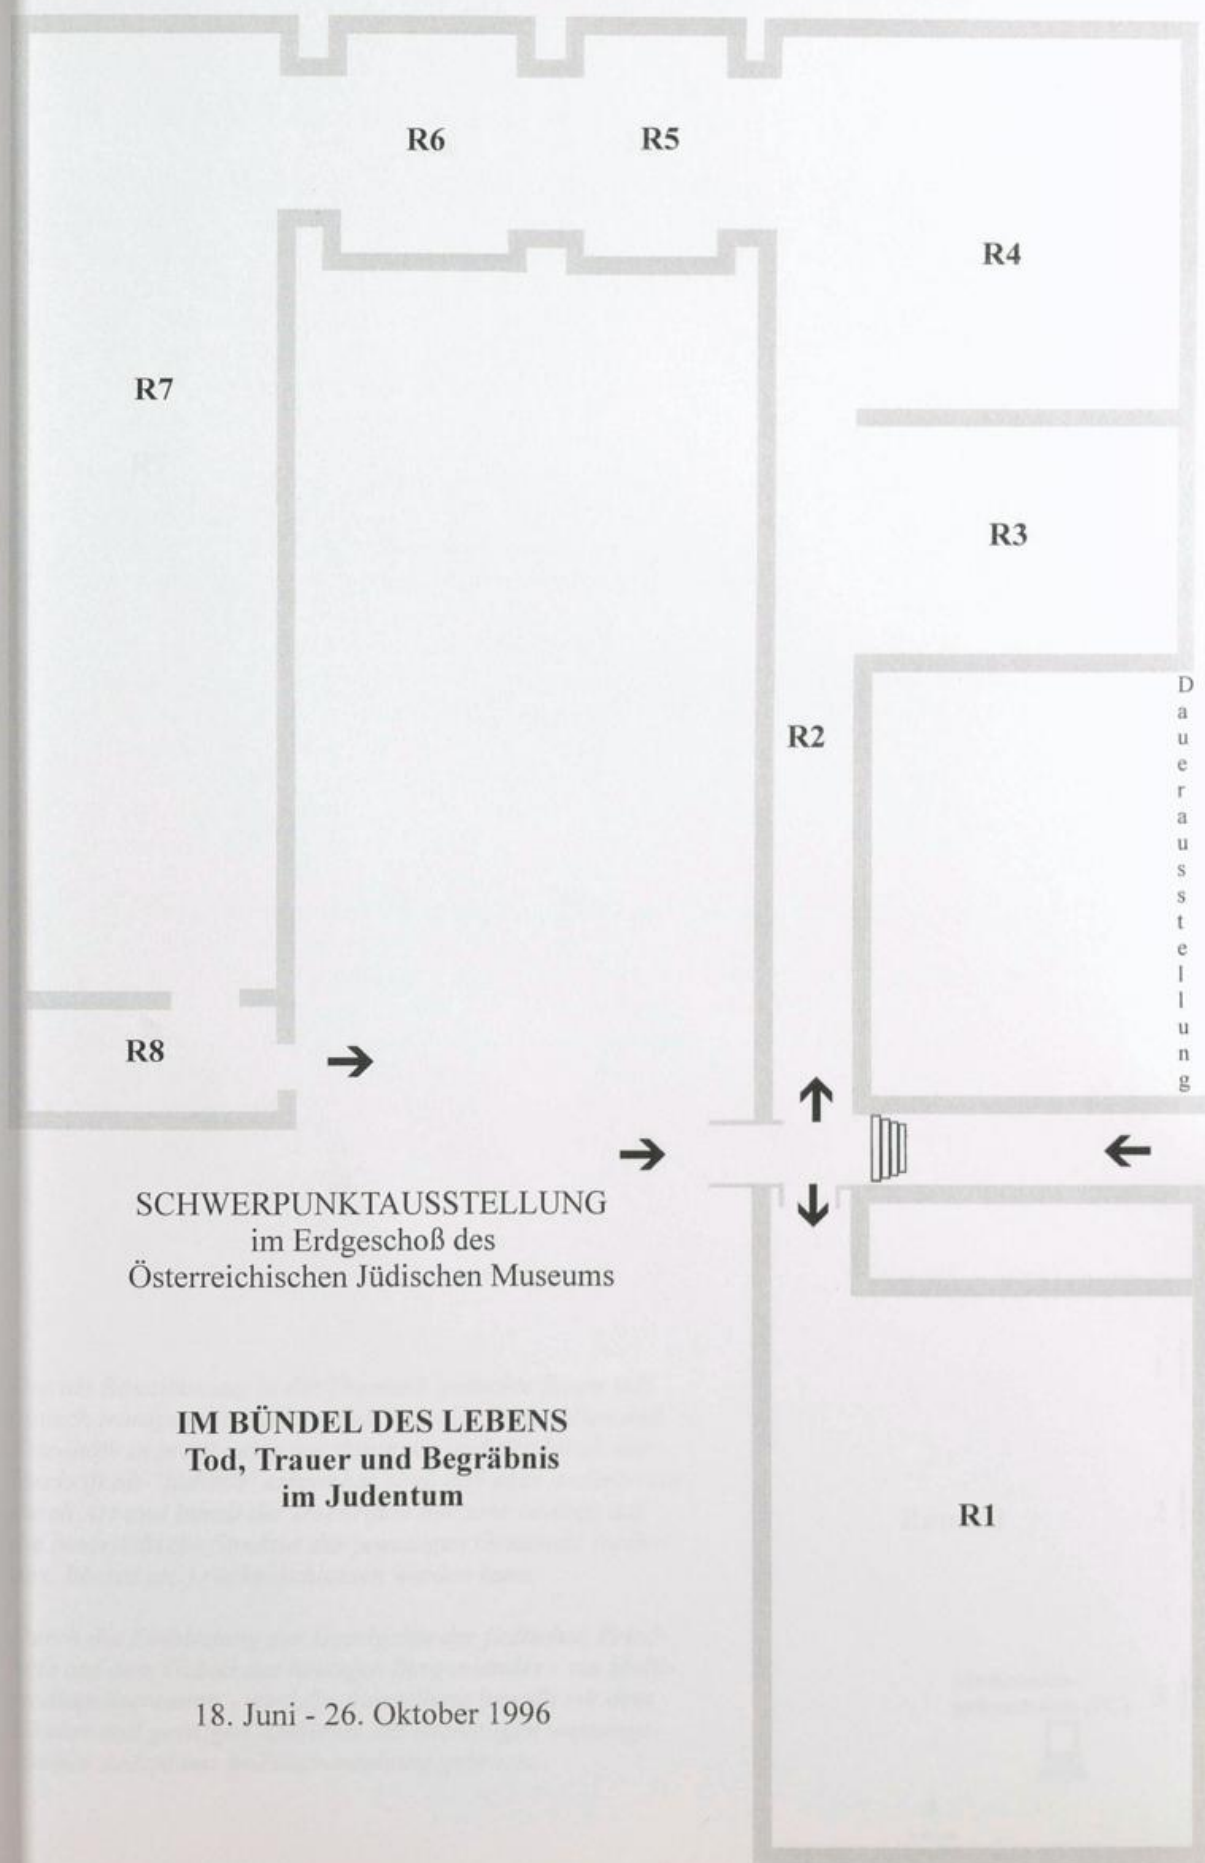 R6
R5
R4
R7
R3
R2
Dauerausstellung
R8
SCHWERPUNKTAUSSTELLUNG
im Erdgeschoß des
Österreichischen Jüdischen Museums
IM BÜNDEL DES LEBENS
Tod, Trauer und Begräbnis
im Judentum
R1
18. Juni - 26. Oktober 1996